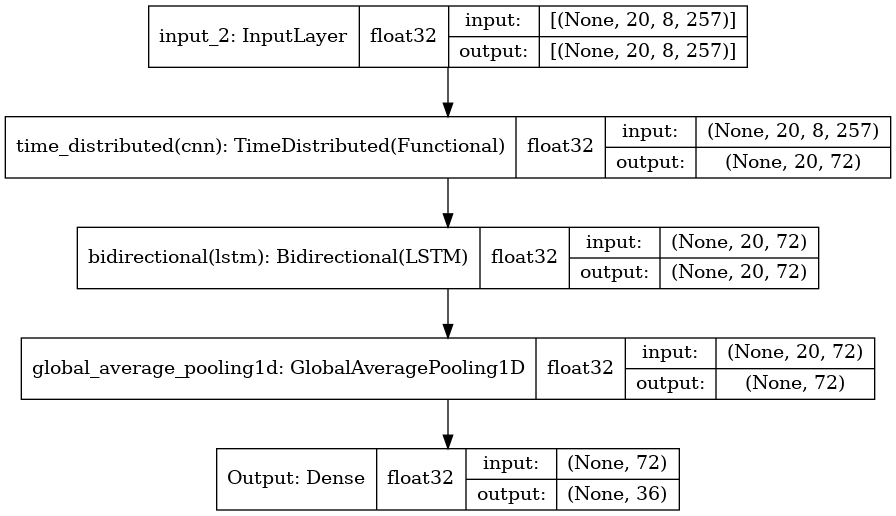 input_2: InputLayer float32 input: [(None, 20, 8, 257)]
output: [(None, 20, 8, 257)]
time_distributed(cnn): TimeDistributed(Functional) float32 input: (None, 20, 8, 257)
output: (None, 20, 72)
bidirectional(lstm): Bidirectional(LSTM) float32 input: (None, 20, 72)
output: (None, 20, 72)
global_average_pooling1d: GlobalAveragePooling1D float32 input: (None, 20, 72)
output: (None, 72)
Output: Dense float32 input: (None, 72)
output: (None, 36)